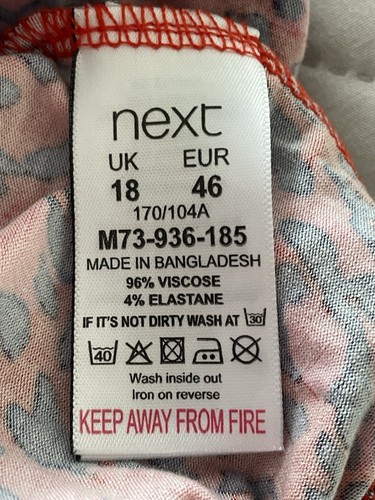 next
UK EUR
18 46
170/104A
M73-936-185
MADE IN BANGLADESH
96% VISCOSE
4% ELASTANE
IF IT'S NOT DIRTY WASH AT 30
40
Wash inside out
Iron on reverse
KEEP AWAY FROM FIRE